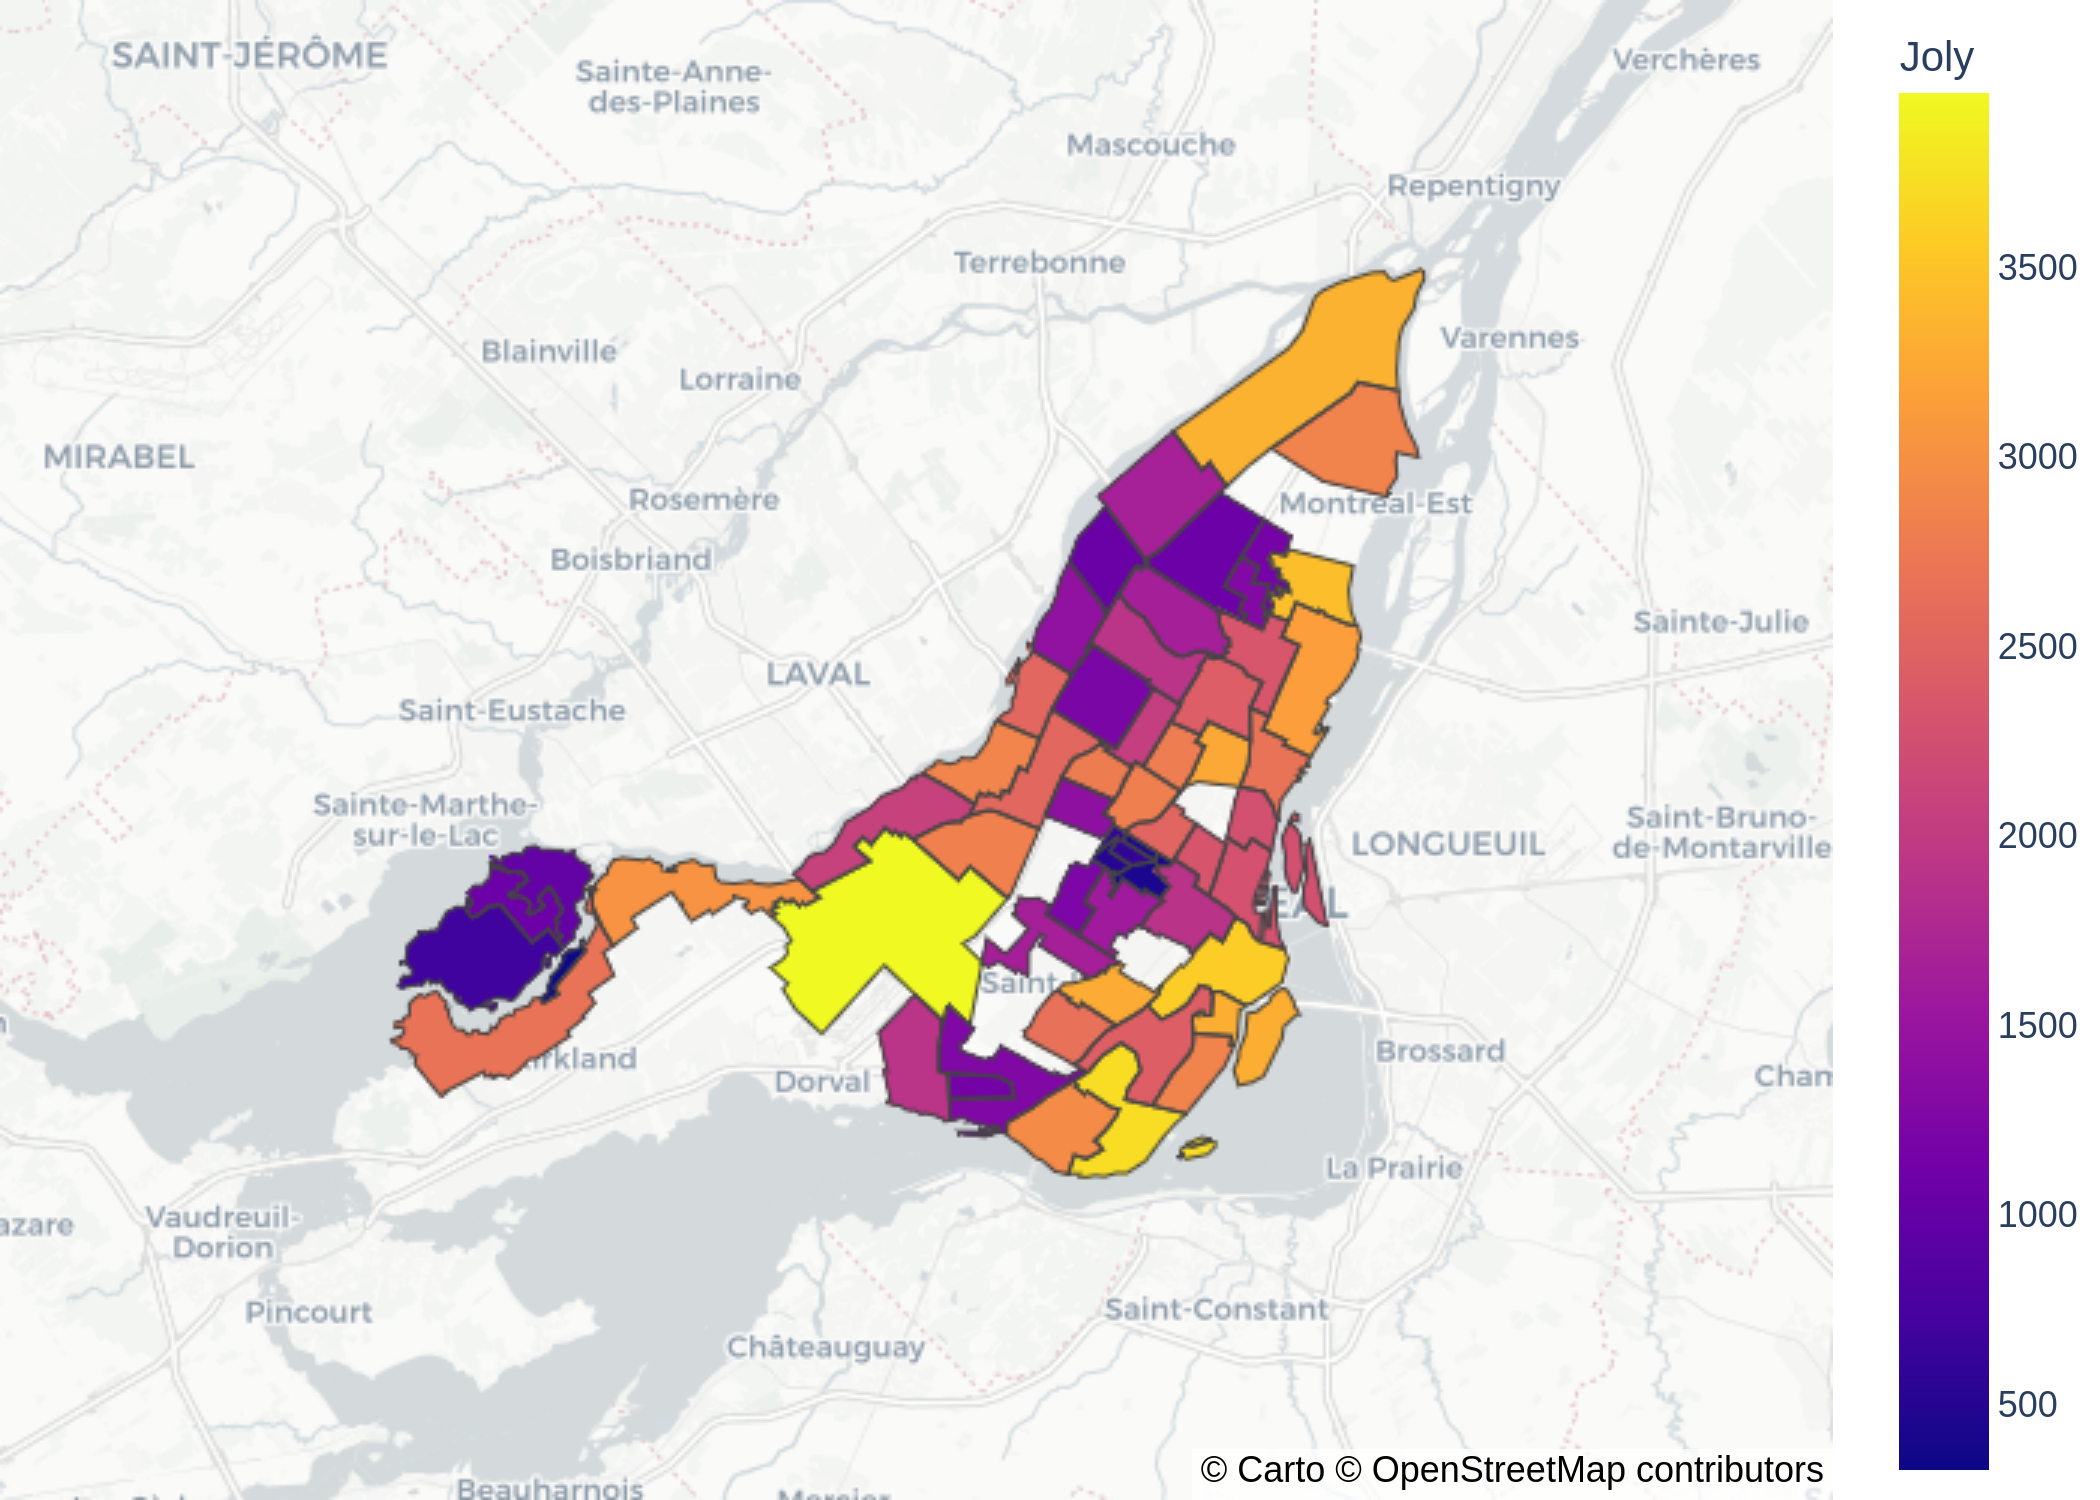 SAINT-JÉRÔME
Sainte-Anne-
des-Plaines
Verchères
Joly
Mascouche
Repentigny
Terrebonne
3500
Varennes
Blainville
Lorraine
MIRABEL
3000
Rosemère
Montréal-Est
Boisbriand
Sainte-Julie
2500
LAVAL
Saint-Eustache
Sainte-Marthe-
sur-le-Lac
Saint-Bruno-
de-Montarville
2000
LONGUEUIL
ÉAL
Saint-
1500
Brossard
rkland
Dorval
Cham
La Prairie
1000
azare
Vaudreuil-
Dorion
Pincourt
Saint-Constant
Châteauguay
500
© Carto © OpenStreetMap contributors
Beauharnois
Mercier